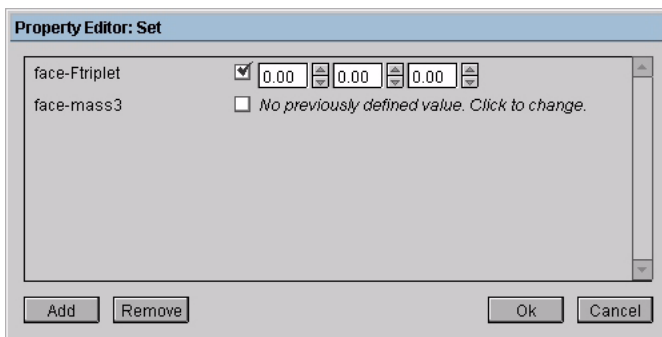 Property Editor: Set
face-Ftriplet 0.00 0.00 0.00
face-mass3 No previously defined value. Click to change.
Add Remove Ok Cancel